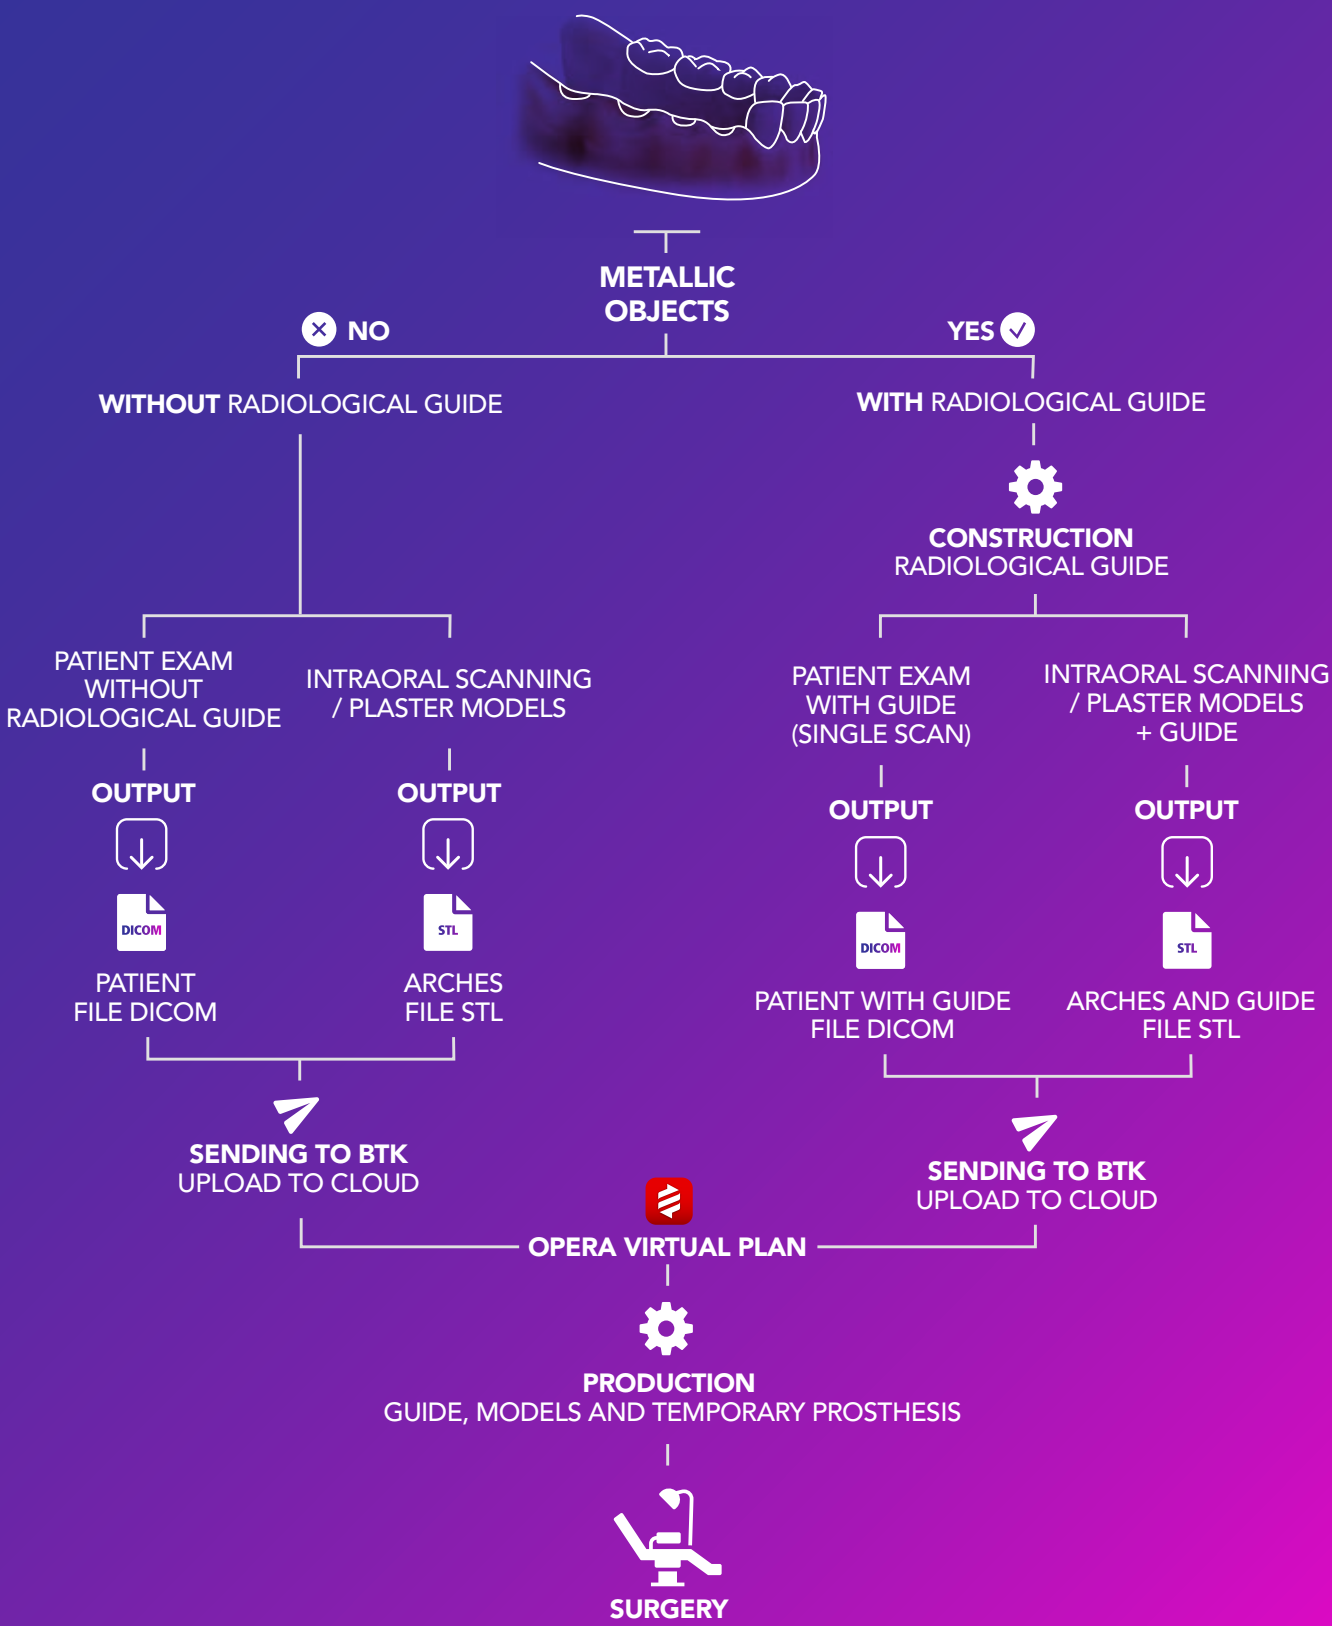 METALLIC
OBJECTS
NO
YES
WITHOUT RADIOLOGICAL GUIDE
WITH RADIOLOGICAL GUIDE
CONSTRUCTION
RADIOLOGICAL GUIDE
PATIENT EXAM
WITHOUT
RADIOLOGICAL GUIDE
INTRAORAL SCANNING
/ PLASTER MODELS
PATIENT EXAM
WITH GUIDE
(SINGLE SCAN)
INTRAORAL SCANNING
/ PLASTER MODELS
+ GUIDE
OUTPUT
OUTPUT
OUTPUT
OUTPUT
DICOM
STL
DICOM
STL
PATIENT
FILE DICOM
ARCHES
FILE STL
PATIENT WITH GUIDE
FILE DICOM
ARCHES AND GUIDE
FILE STL
SENDING TO BTK
UPLOAD TO CLOUD
SENDING TO BTK
UPLOAD TO CLOUD
OPERA VIRTUAL PLAN
PRODUCTION
GUIDE, MODELS AND TEMPORARY PROSTHESIS
SURGERY